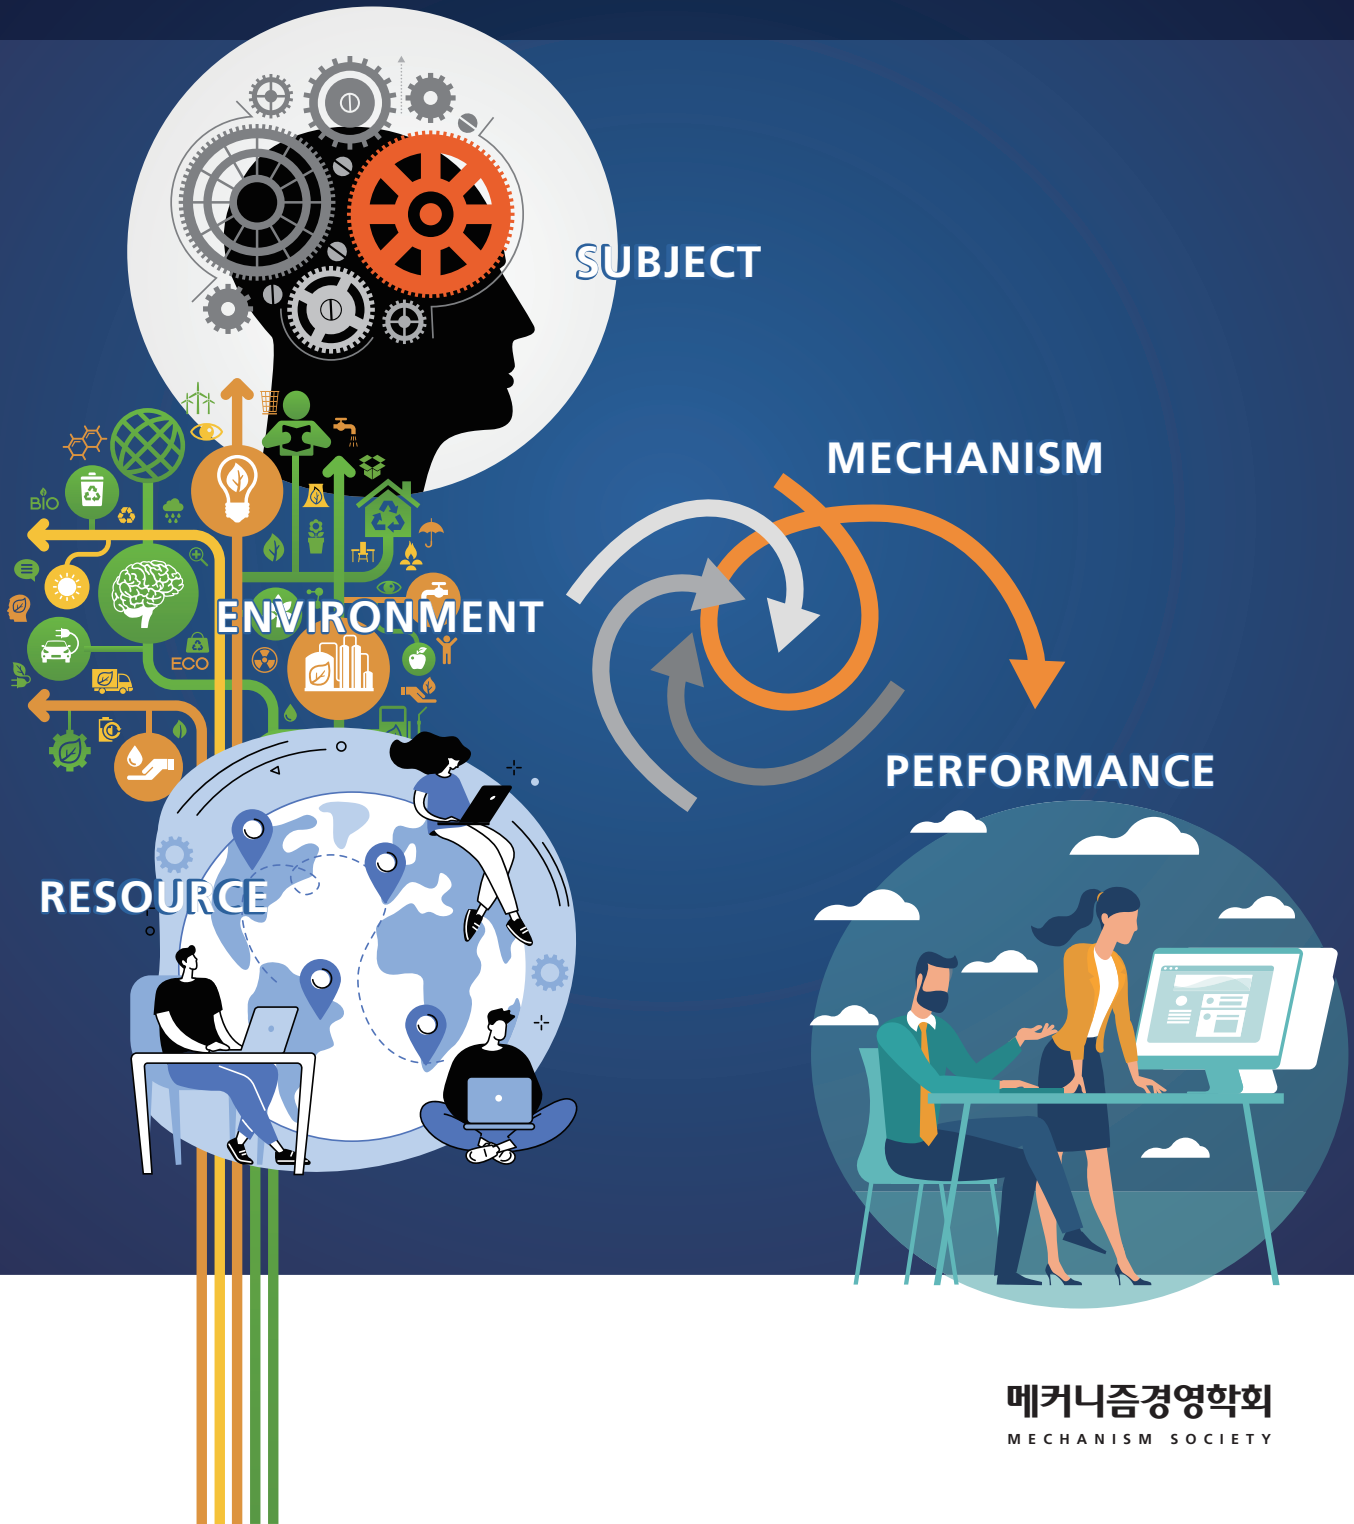 SUBJECT
MECHANISM
BIO
ENVIRONMENT
ECO
PERFORMANCE
RESOURCE
메커니즘경영학회
MECHANISM SOCIETY